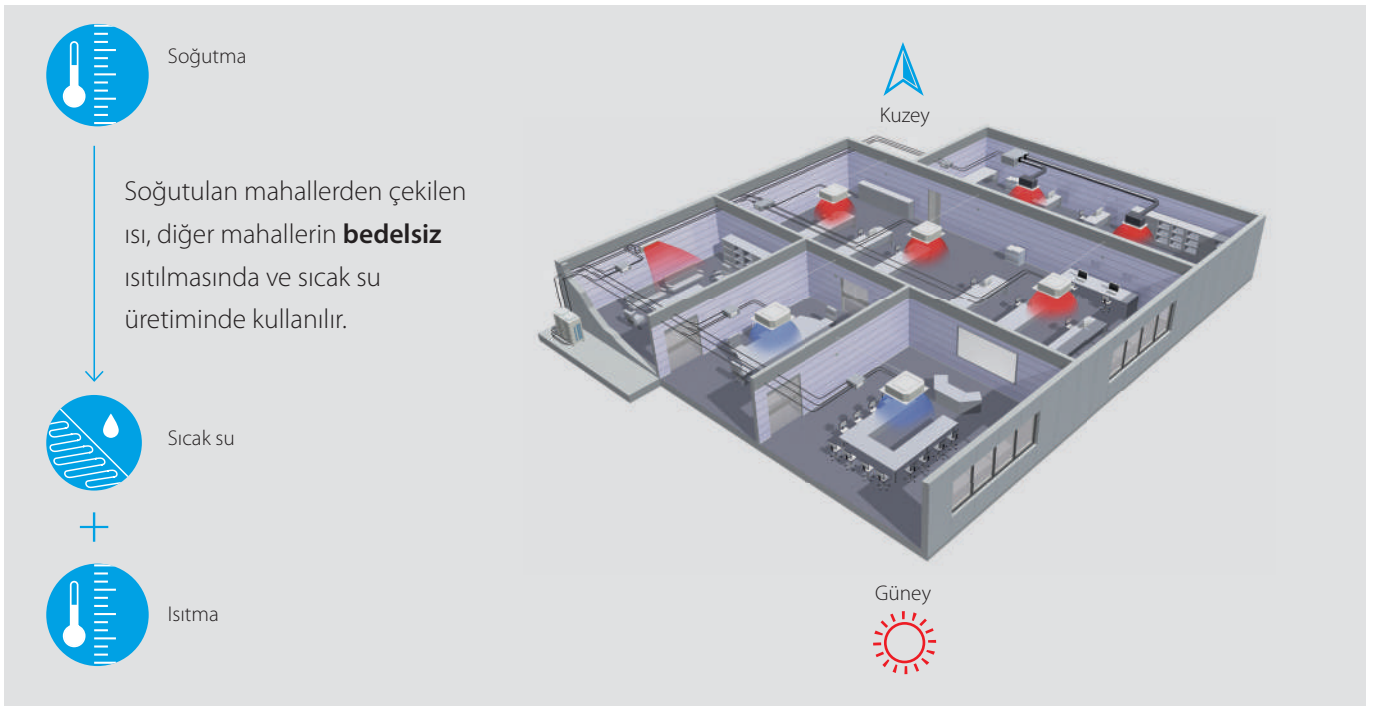 Soğutma
Soğutulan mahallerden çekilen
ısı, diğer mahallerin bedelsiz
ısıtılmasında ve sıcak su
üretiminde kullanılır.
Sıcak su
+
Isıtma
Kuzey
Güney